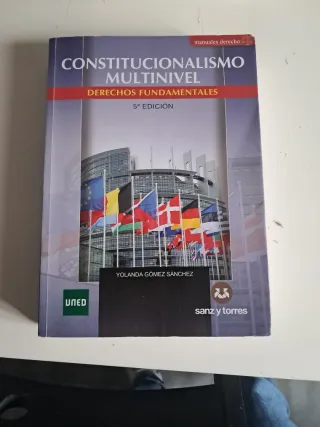 manuales derecho
CONSTITUCIONALISMO
MULTINIVEL
DERECHOS FUNDAMENTALES
5ª EDICIÓN
YOLANDA GÓMEZ SÁNCHEZ
UNED
sanz y torres